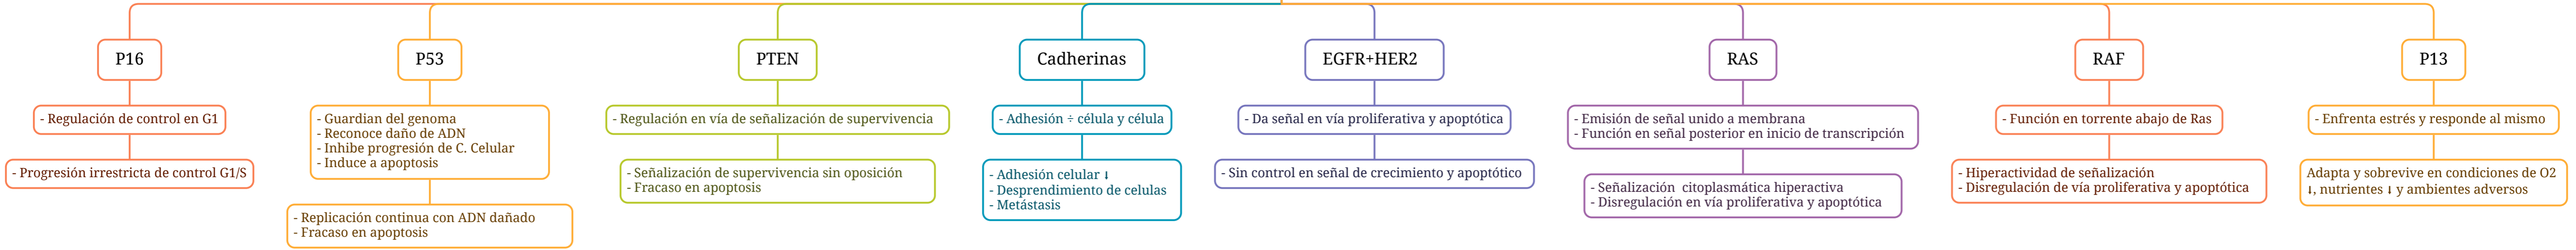 P16
- Regulación de control en G1
- Progresión irrestricta de control G1/S
P53
- Guardian del genoma
- Reconoce daño de ADN
- Inhibe progresión de C. Celular
- Induce a apoptosis
- Replicación continua con ADN dañado
- Fracaso en apoptosis
PTEN
- Regulación en vía de señalización de supervivencia
- Señalización de supervivencia sin oposición
- Fracaso en apoptosis
Cadherinas
- Adhesión ÷ célula y célula
- Adhesión celular ↓
- Desprendimiento de celulas
- Metástasis
EGFR+HER2
- Da señal en vía proliferativa y apoptótica
- Sin control en señal de crecimiento y apoptótico
RAS
- Emisión de señal unido a membrana
- Función en señal posterior en inicio de transcripción
- Señalización citoplasmática hiperactiva
- Disregulación en vía proliferativa y apoptótica
RAF
- Función en torrente abajo de Ras
- Hiperactividad de señalización
- Disregulación de vía proliferativa y apoptótica
P13
- Enfrenta estrés y responde al mismo
Adapta y sobrevive en condiciones de O2
↓, nutrientes ↓ y ambientes adversos